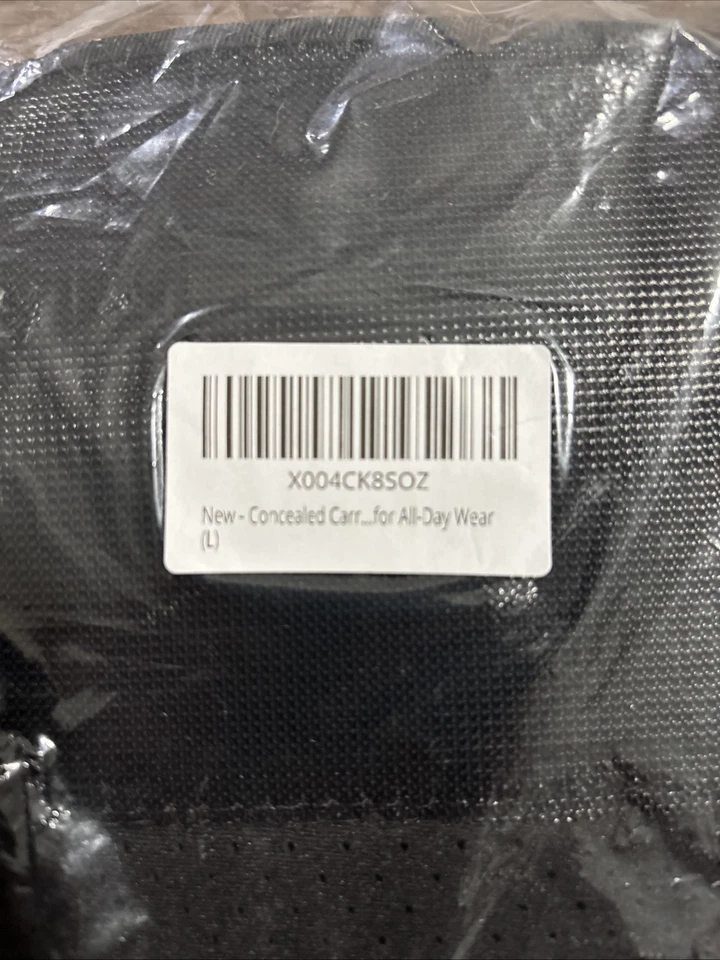 X004CK8SOZ
New - Concealed Carr...for All-Day Wear
(L)